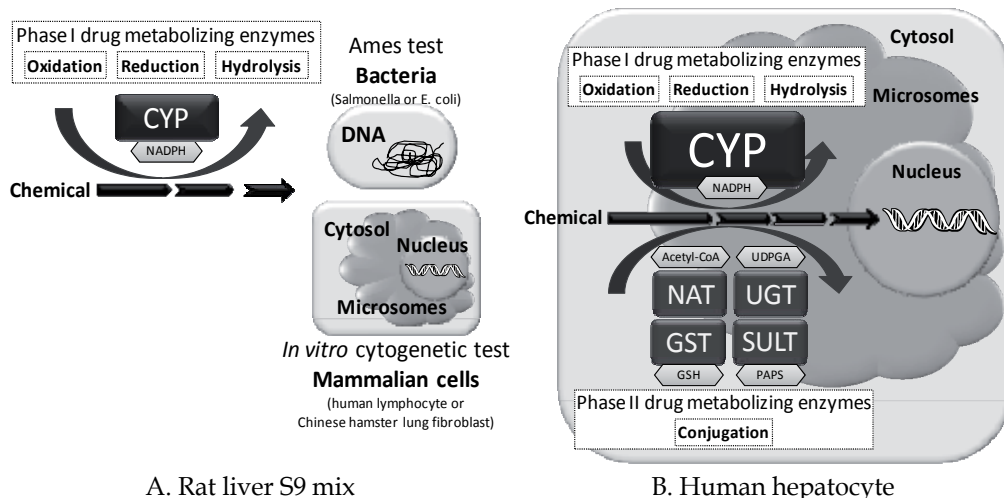 Phase I drug metabolizing enzymes
Oxidation Reduction Hydrolysis
CYP
NADPH
Chemical
Ames test
Bacteria
(Salmonella or E. coli)
DNA
Cytosol
Nucleus
Microsomes
In vitro cytogenetic test
Mammalian cells
(human lymphocyte or
Chinese hamster lung fibroblast)
A. Rat liver S9 mix
Cytosol
Phase I drug metabolizing enzymes
Oxidation Reduction Hydrolysis
Microsomes
CYP
NADPH
Nucleus
Chemical
Acetyl-CoA UDPGA
NAT UGT
GST SULT
GSH PAPS
Phase II drug metabolizing enzymes
Conjugation
B. Human hepatocyte